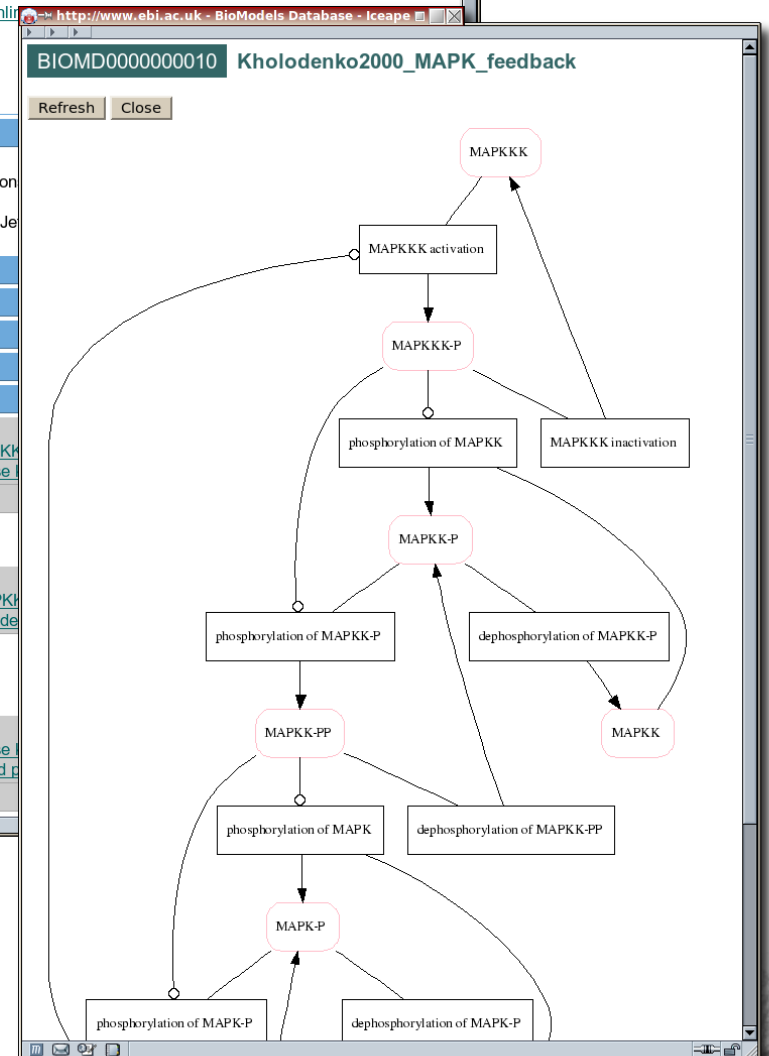 http://www.ebi.ac.uk - BioModels Database - Iceape
BIOMD0000000010 Kholodenko2000_MAPK_feedback
Refresh Close
MAPKKK
MAPKKK activation
MAPKKK-P
phosphorylation of MAPKK
MAPKKK inactivation
MAPKK-P
phosphorylation of MAPKK-P
dephosphorylation of MAPKK-P
MAPKK-PP
MAPKK
phosphorylation of MAPK
dephosphorylation of MAPKK-PP
MAPK-P
phosphorylation of MAPK-P
dephosphorylation of MAPK-P